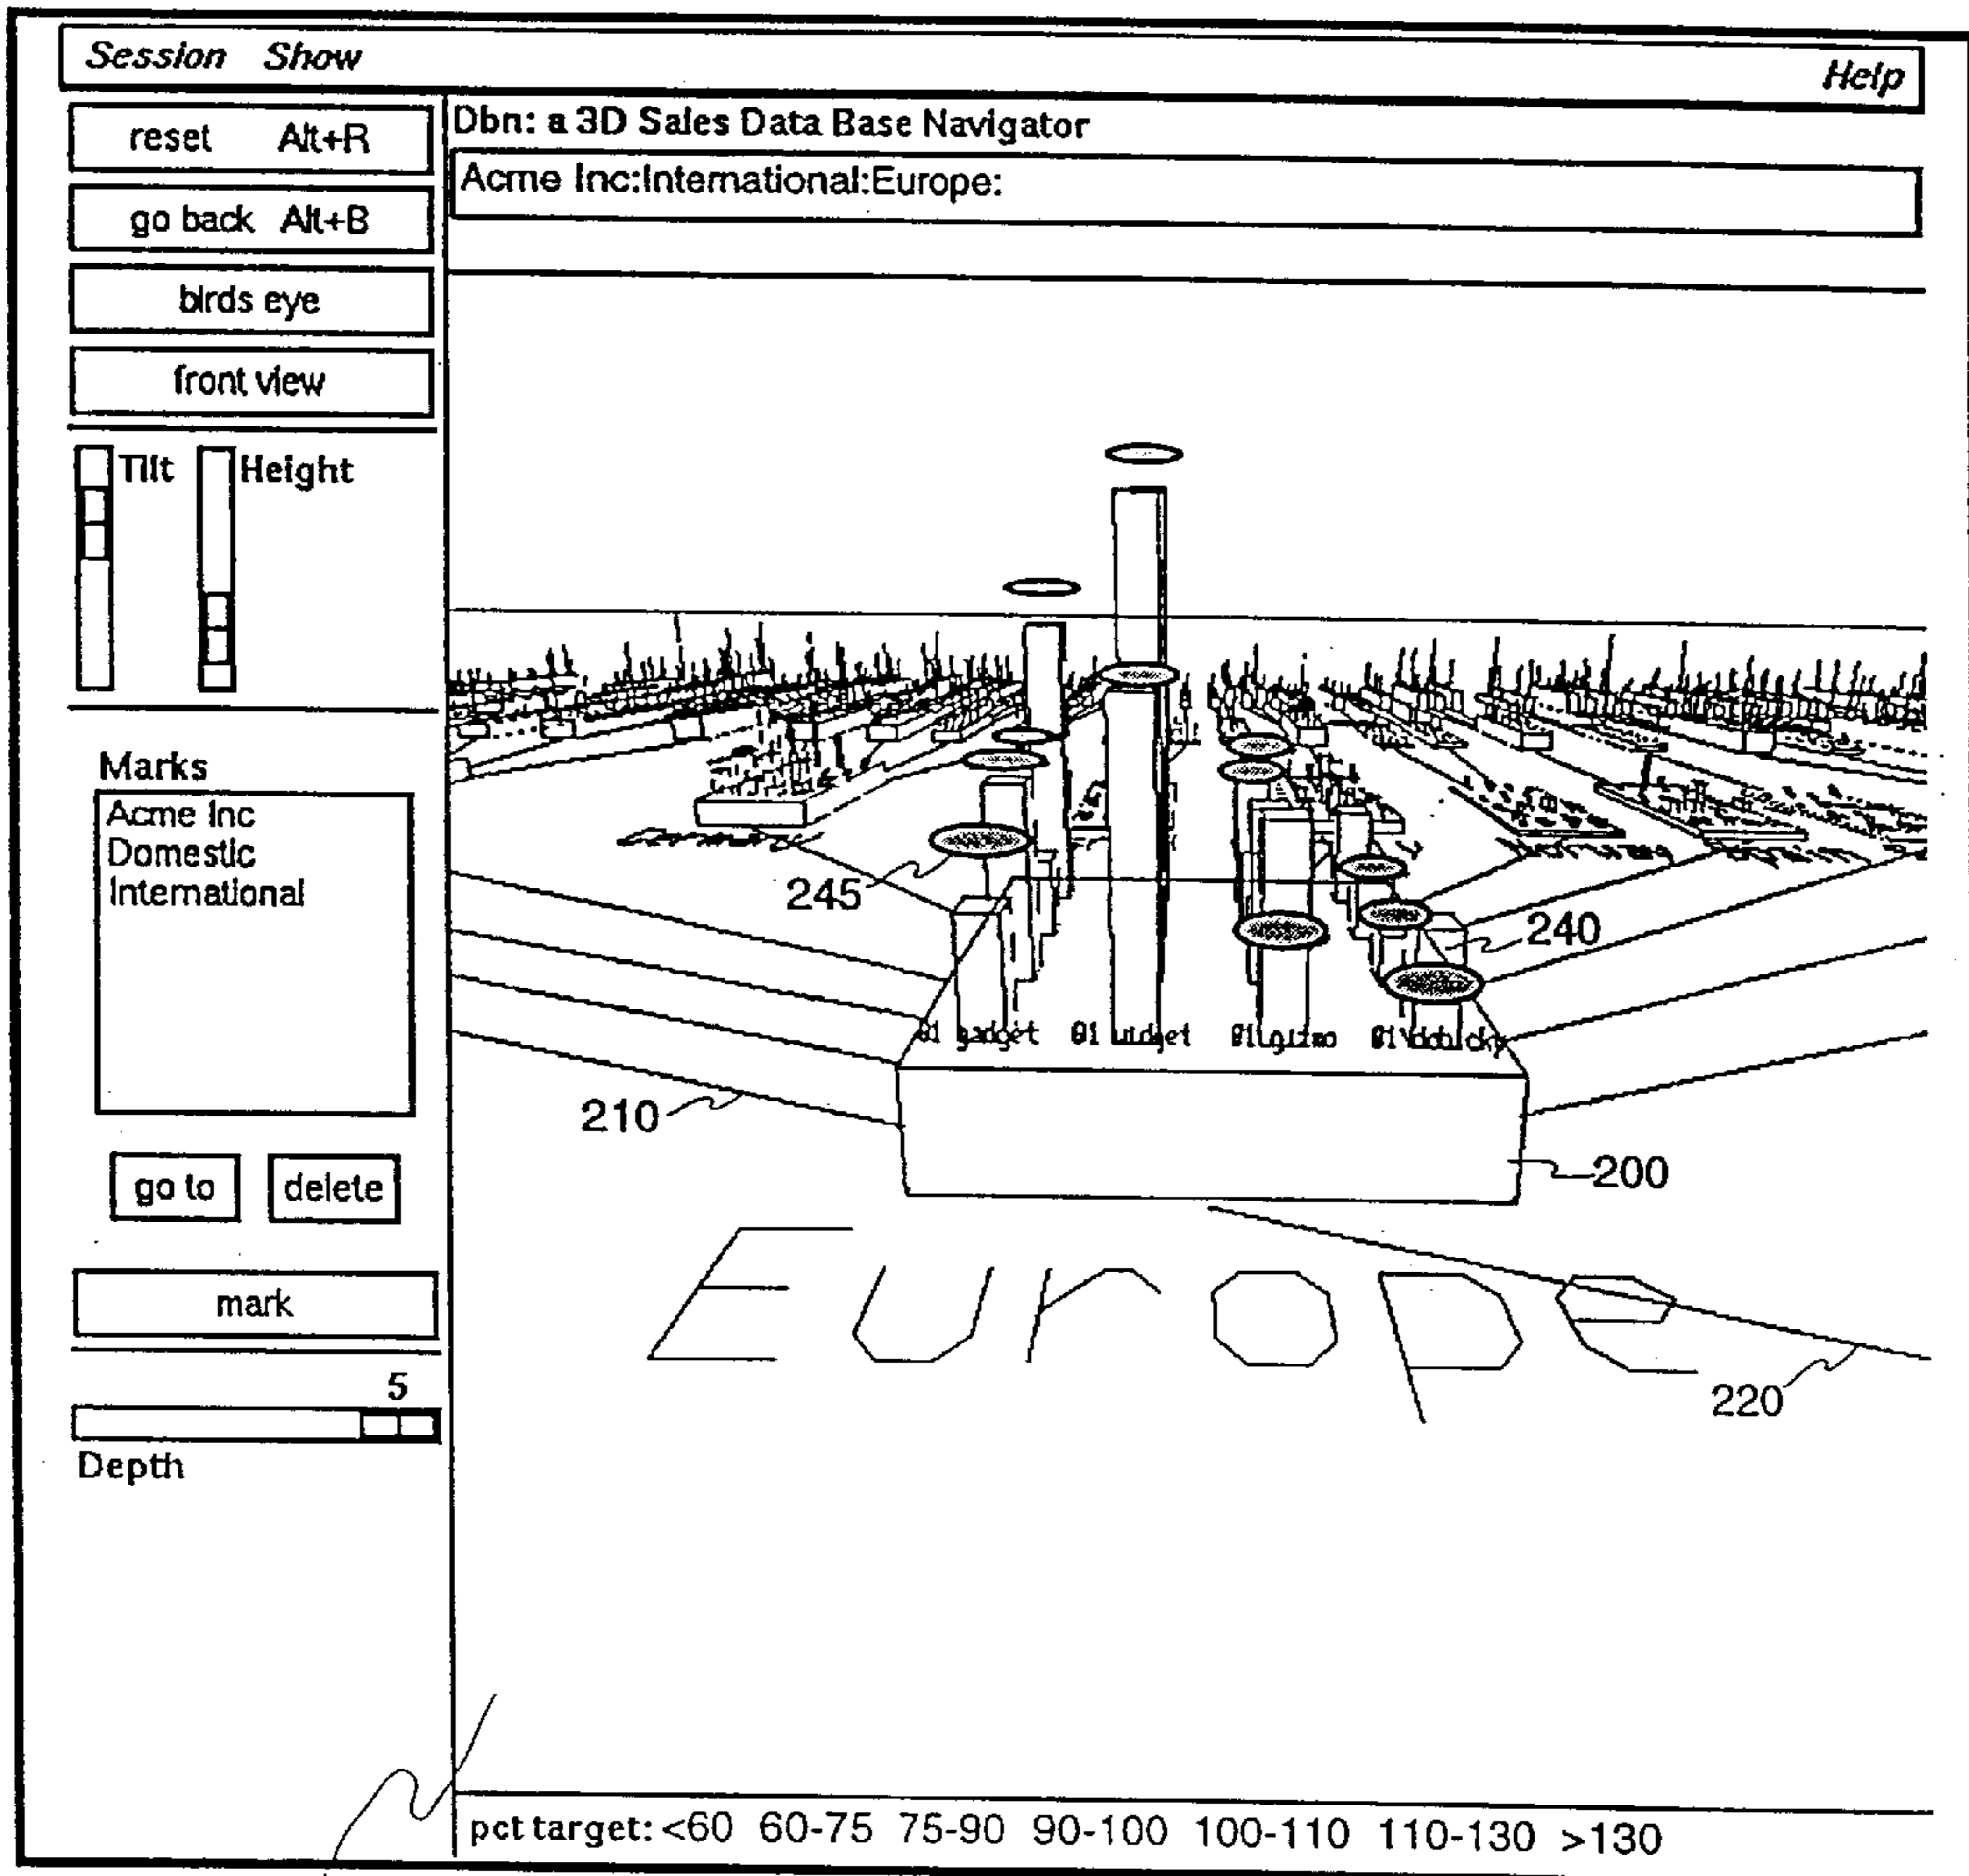 Session Show Help
reset Alt+R
go back Alt+B
birds eye
front view
Tilt Height
Marks
Acme Inc
Domestic
International
go to delete
mark
5
Depth
Dbn: a 3D Sales Data Base Navigator
Acme Inc:International:Europe:
245
240
gadget widget gizmo
210
200
Europe
220
pct target: <60 60-75 75-90 90-100 100-110 110-130 >130